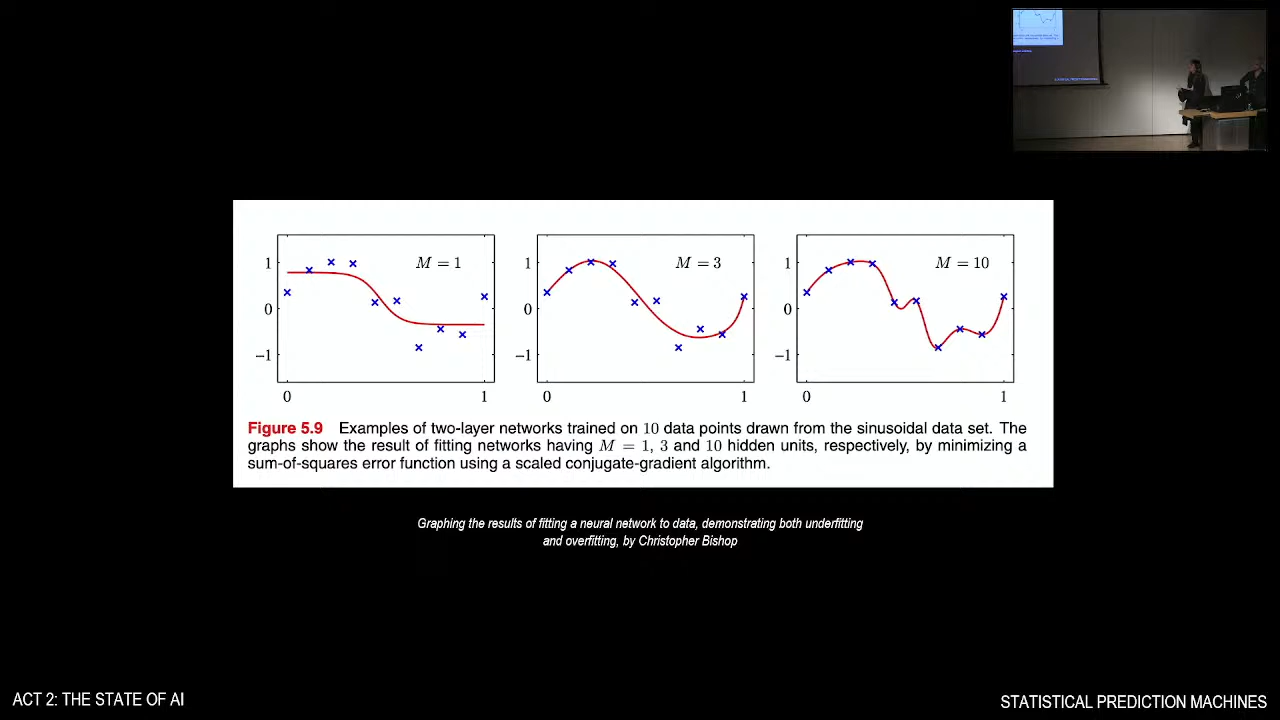 1
0
−1
M = 1
0
1
1
0
−1
M = 3
0
1
1
0
−1
M = 10
0
1
Figure 5.9 Examples of two-layer networks trained on 10 data points drawn from the sinusoidal data set. The
graphs show the result of fitting networks having M = 1, 3 and 10 hidden units, respectively, by minimizing a
sum-of-squares error function using a scaled conjugate-gradient algorithm.
Graphing the results of fitting a neural network to data, demonstrating both underfitting
and overfitting, by Christopher Bishop
ACT 2: THE STATE OF AI
STATISTICAL PREDICTION MACHINES